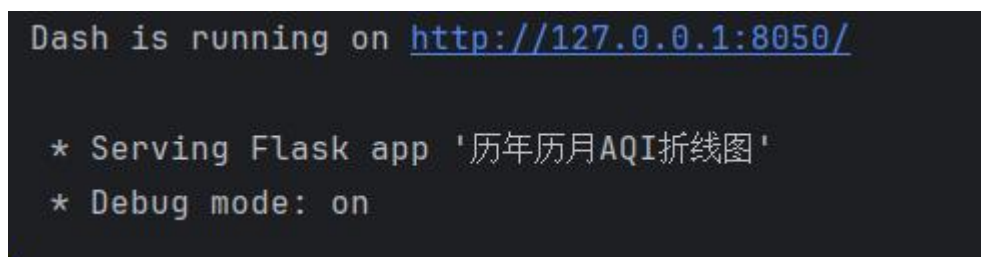 Dash is running on http://127.0.0.1:8050/
* Serving Flask app '历年历月AQI折线图'
* Debug mode: on